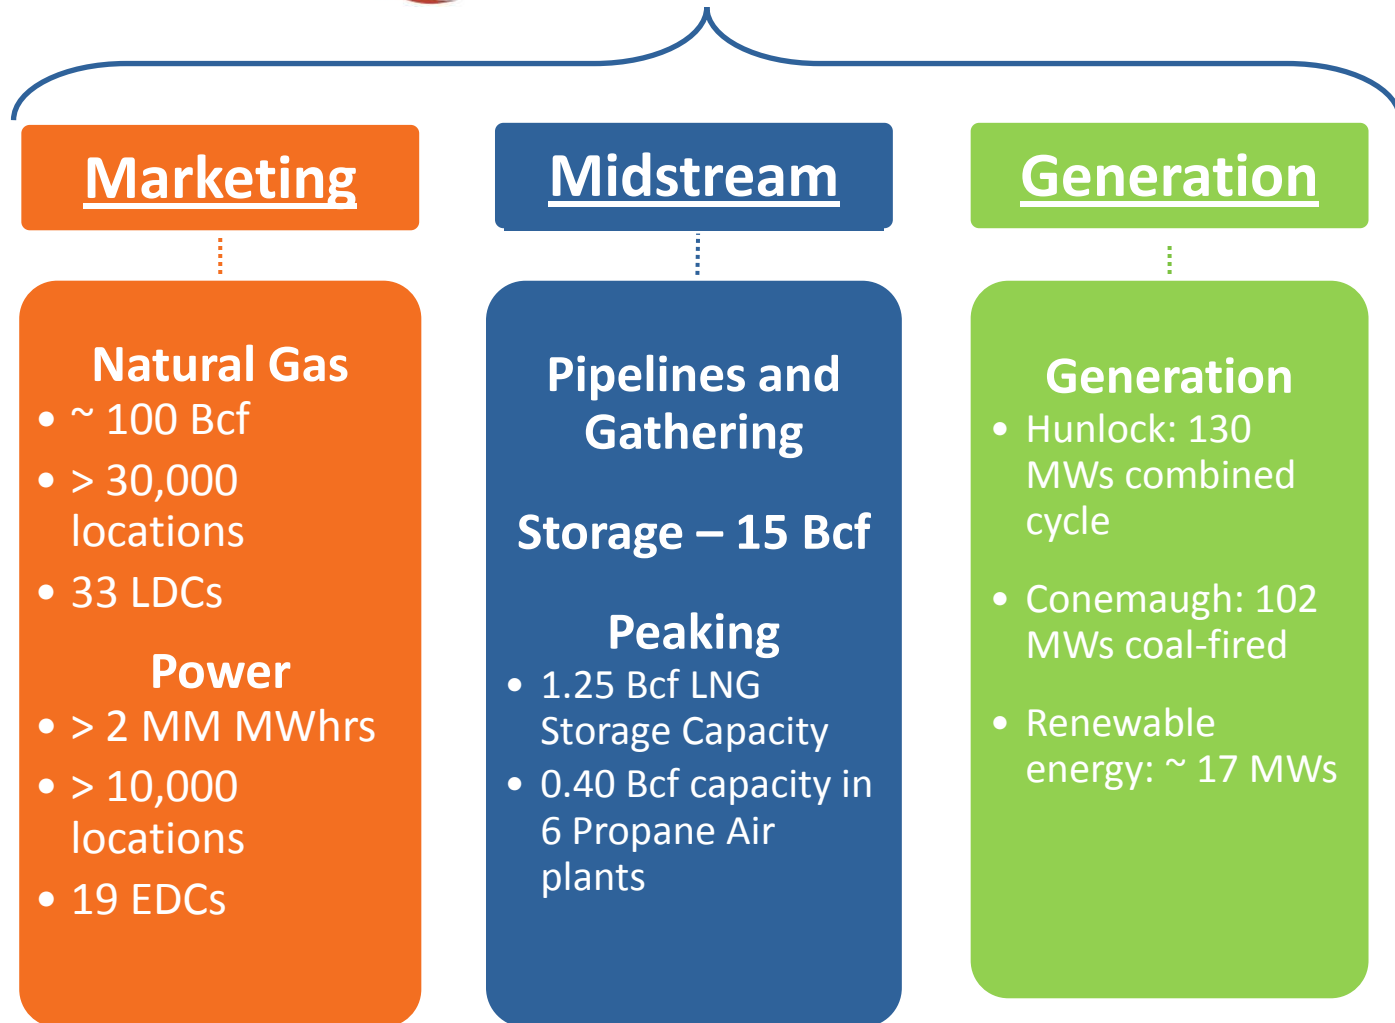 Marketing
Natural Gas
• ~ 100 Bcf
• > 30,000
locations
• 33 LDCs
Power
• > 2 MM MWhrs
• > 10,000
locations
• 19 EDCs
Midstream
Pipelines and
Gathering
Storage – 15 Bcf
Peaking
• 1.25 Bcf LNG
Storage Capacity
• 0.40 Bcf capacity in
6 Propane Air
plants
Generation
Generation
• Hunlock: 130
MWs combined
cycle
• Conemaugh: 102
MWs coal-fired
• Renewable
energy: ~ 17 MWs